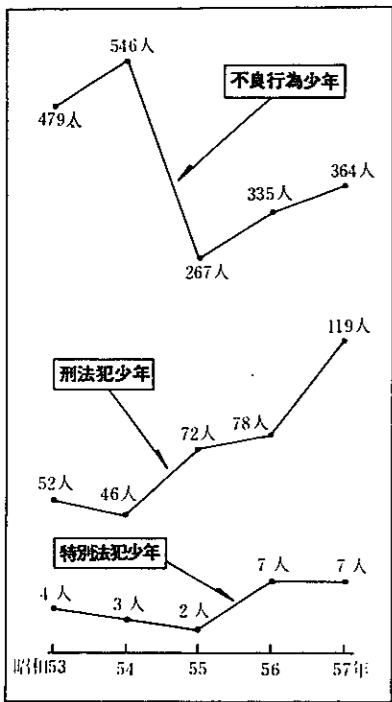 546人
不良行為少年
479人
364人
335人
267人
119人
刑法犯少年
72人
78人
52人
46人
特別法犯少年
7人
7人
4人
3人
2人
昭和53
54
55
56
57年